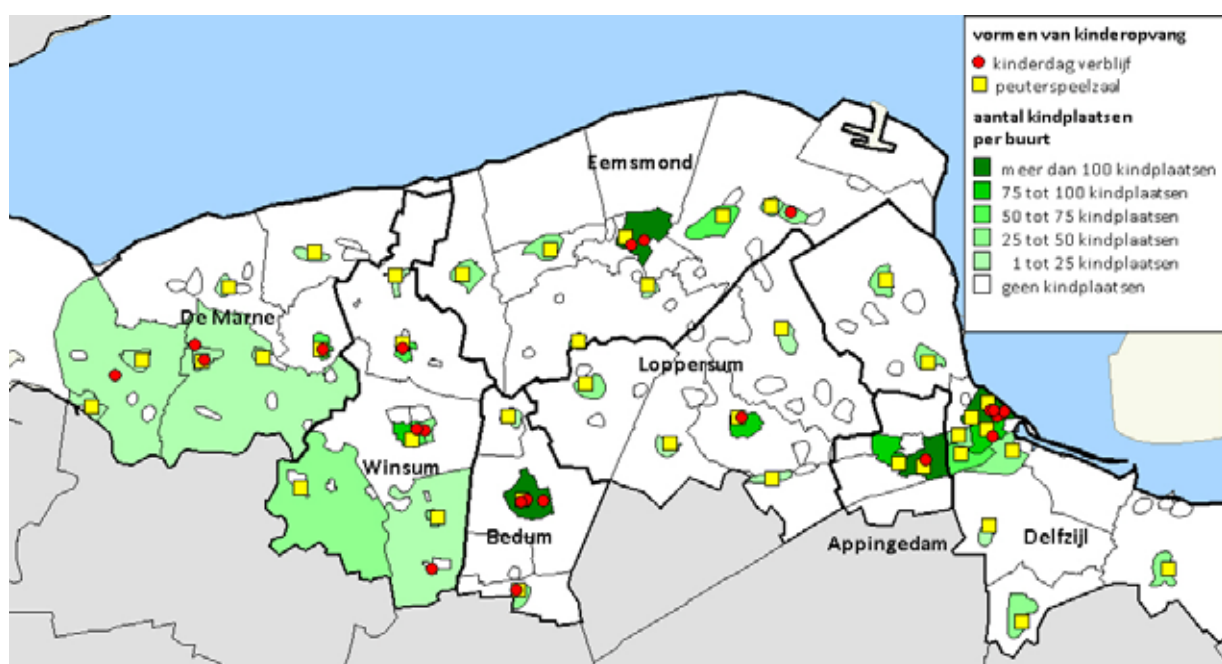 vormen van kinderopvang
kinderdag verblijf
peuterspeelzaal
aantal kindplaatsen
per buurt
meer dan 100 kindplaatsen
75 tot 100 kindplaatsen
50 tot 75 kindplaatsen
25 tot 50 kindplaatsen
1 tot 25 kindplaatsen
geen kindplaatsen
Eemsmond
De Marne
Loppersum
Winsum
Bedum
Appingedam
Delfzijl